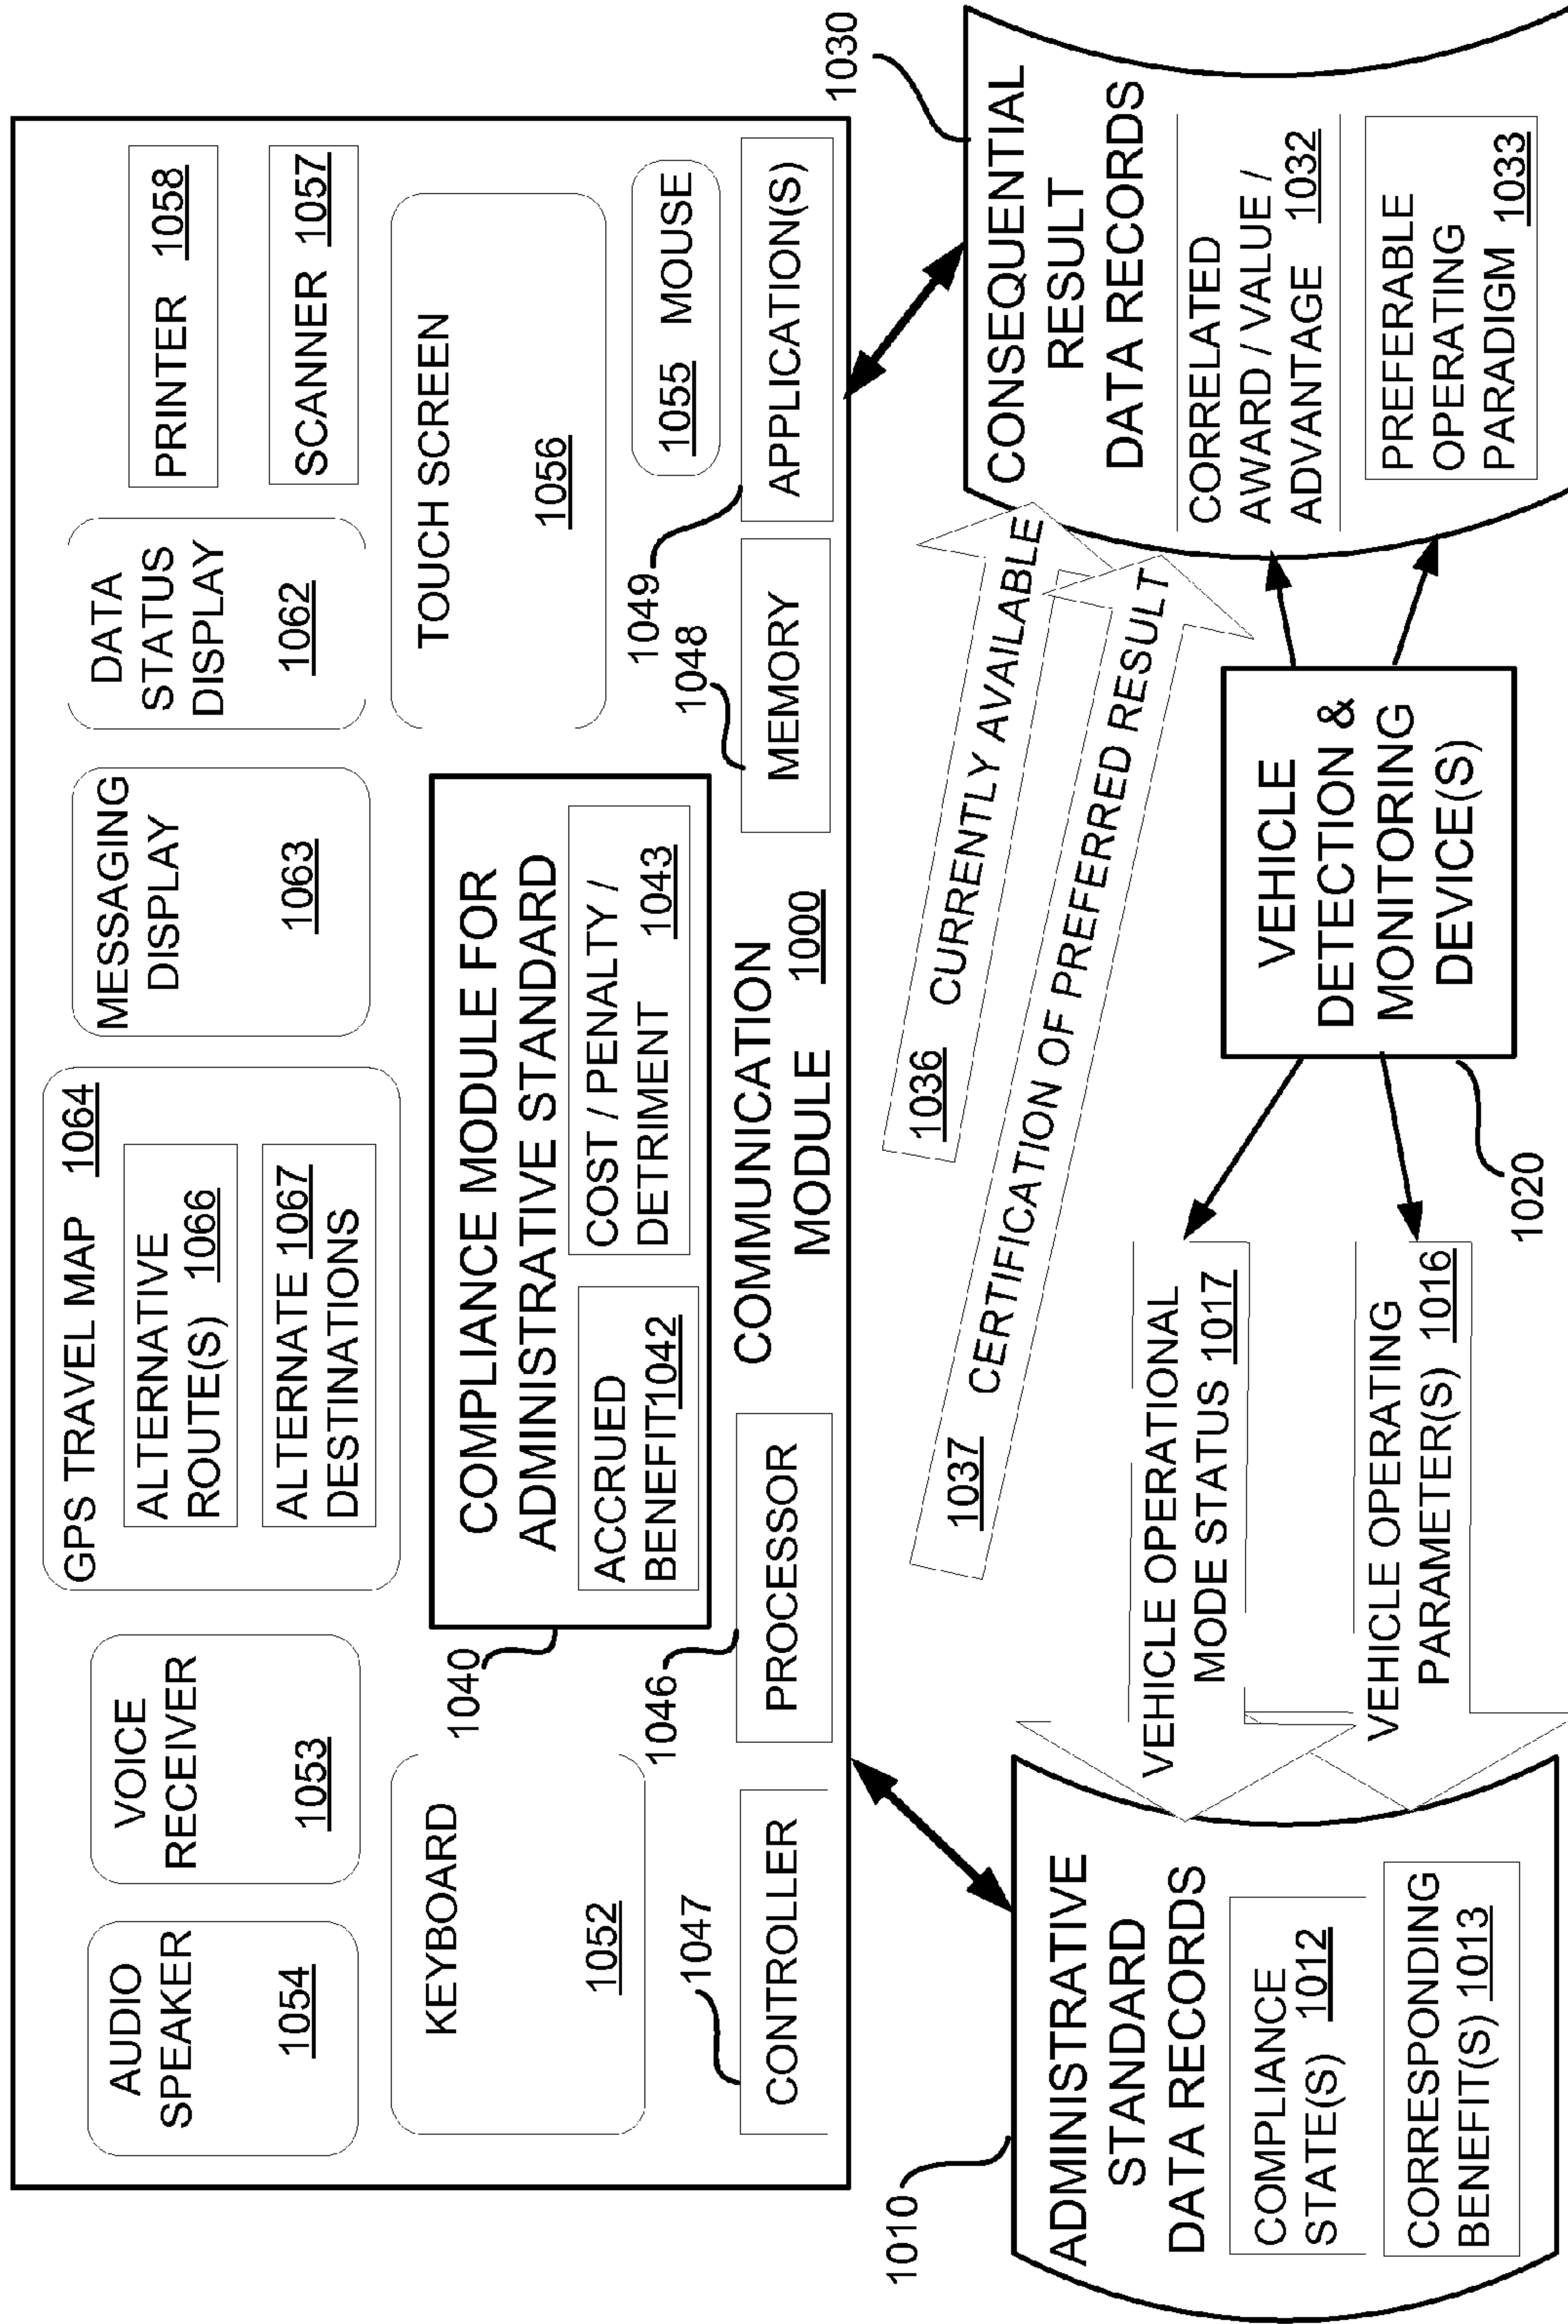 AUDIO
SPEAKER
1054
VOICE
RECEIVER
1053
GPS TRAVEL MAP 1064
ALTERNATIVE
ROUTE(S) 1066
ALTERNATE 1067
DESTINATIONS
MESSAGING
DISPLAY
1063
DATA
STATUS
DISPLAY
1062
PRINTER 1058
SCANNER 1057
KEYBOARD
1052
1040
COMPLIANCE MODULE FOR
ADMINISTRATIVE STANDARD
ACCRUED
BENEFIT1042
COST / PENALTY /
DETRIMENT 1043
TOUCH SCREEN
1056
1055 MOUSE
1047
CONTROLLER
1046
PROCESSOR
COMMUNICATION
MODULE 1000
1048
MEMORY
1049
APPLICATION(S)
1010
ADMINISTRATIVE
STANDARD
DATA RECORDS
COMPLIANCE
STATE(S) 1012
CORRESPONDING
BENEFIT(S) 1013
1036 CURRENTLY AVAILABLE
1037 CERTIFICATION OF PREFERRED RESULT
VEHICLE OPERATIONAL
MODE STATUS 1017
VEHICLE OPERATING
PARAMETER(S) 1016
1020
VEHICLE
DETECTION &
MONITORING
DEVICE(S)
1030
CONSEQUENTIAL
RESULT
DATA RECORDS
CORRELATED
AWARD / VALUE /
ADVANTAGE 1032
PREFERABLE
OPERATING
PARADIGM 1033